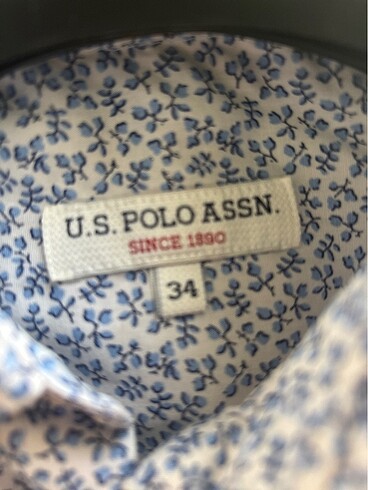 U.S. POLO ASSN.
SINCE 1890
34